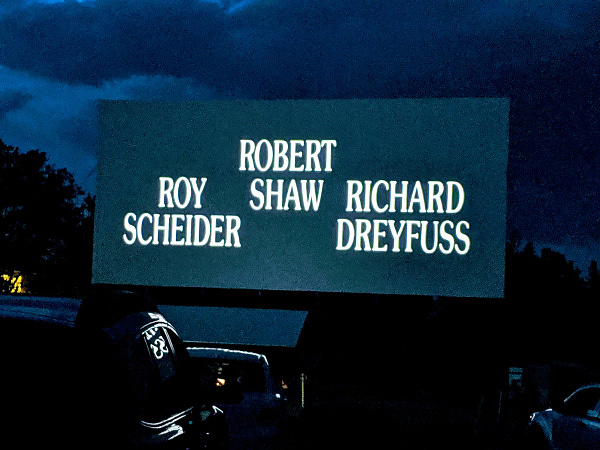 ROBERT
SHAW
ROY
SCHEIDER
RICHARD
DREYFUSS